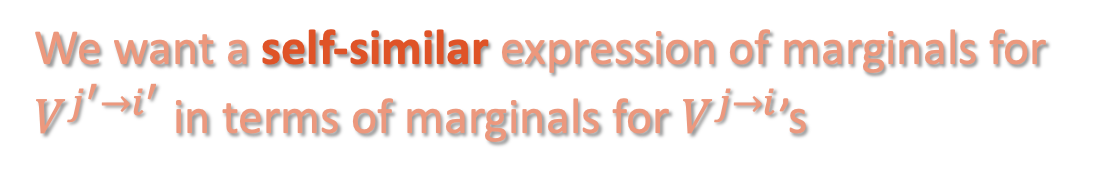 We want a self-similar expression of marginals for
V^{j′→i′} in terms of marginals for V^{j→i}'s